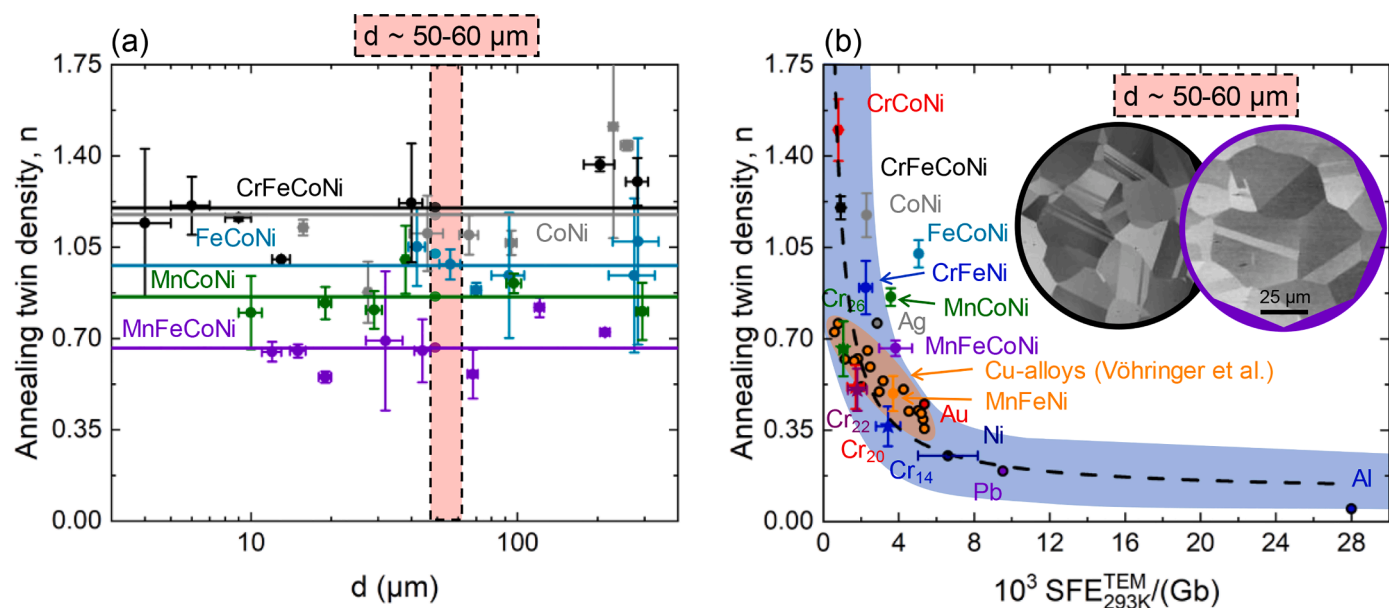 (a)
d ~ 50-60 µm
(b)
1.75
1.40
1.05
0.70
0.35
0.00
Annealing twin density, n
CrFeCoNi
CoNi
FeCoNi
MnCoNi
MnFeCoNi
10
100
d (µm)
1.75
1.40
1.05
0.70
0.35
0.00
Annealing twin density, n
d ~ 50-60 µm
CrCoNi
CrFeCoNi
CoNi
FeCoNi
CrFeNi
Cr₂₆
MnCoNi
Ag
MnFeCoNi
25 µm
Cu-alloys (Vöhringer et al.)
MnFeNi
Au
Cr₂₂
Ni
Cr₂₀
Cr₁₄
Pb
Al
0 4 8 12 16 20 24 28
10³ SFE^TEM_293K/(Gb)